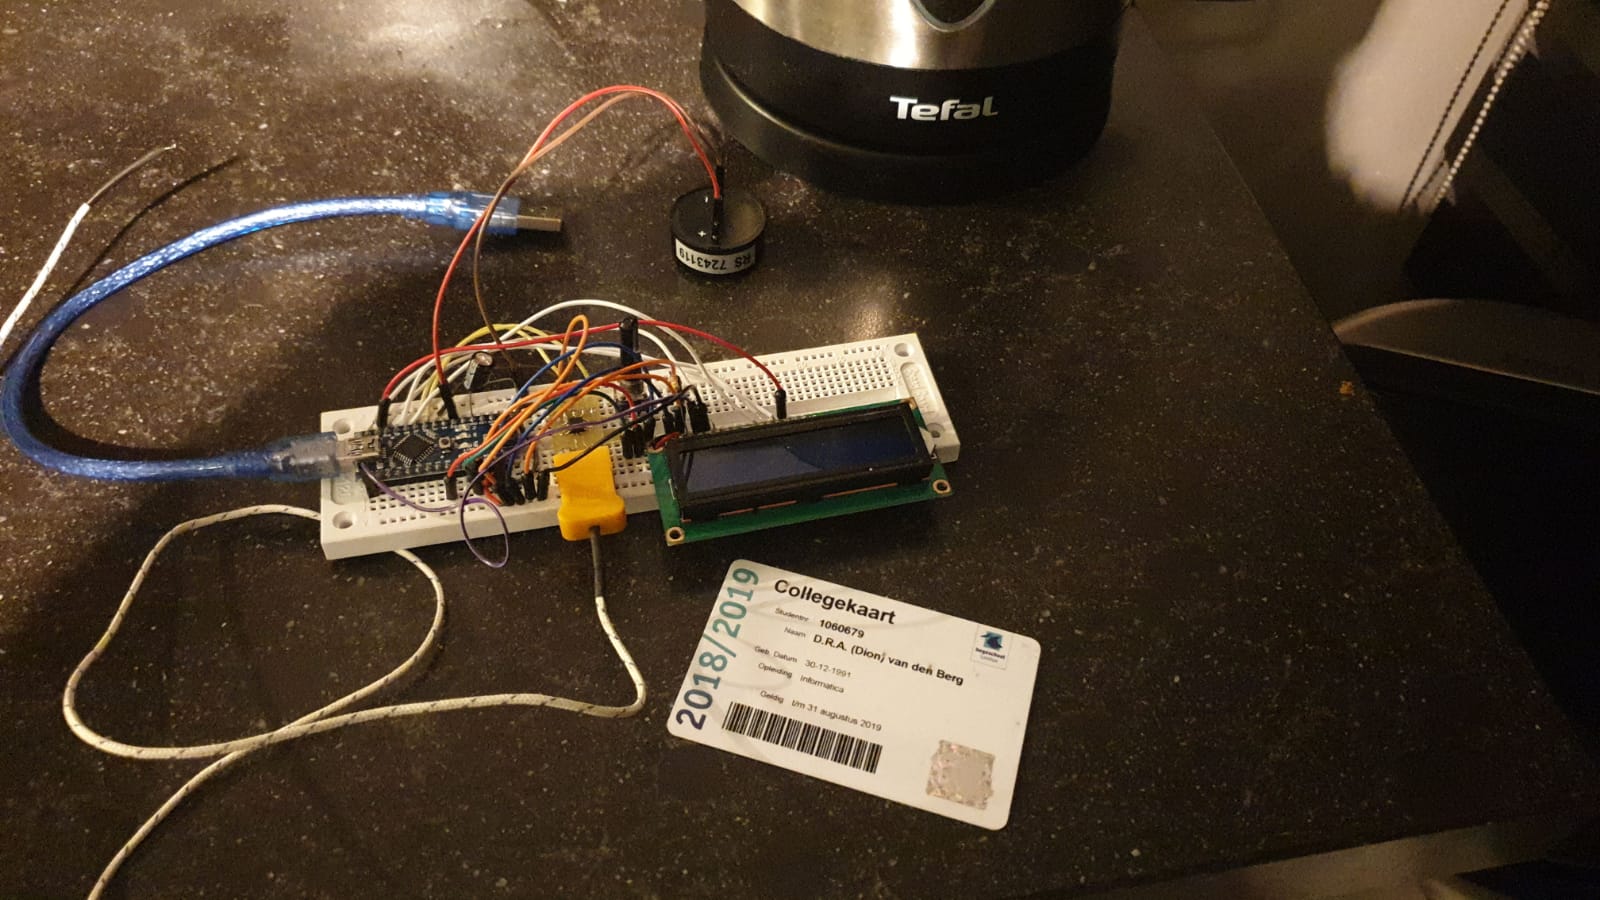 Tefal
RS 7243119
+
2018/2019
Collegekaart
Studentnr. 1060679
Naam D.R.A. (Dion) van den Berg
Geb. Datum 30-12-1991
Opleiding Informatica
Geldig t/m 31 augustus 2019